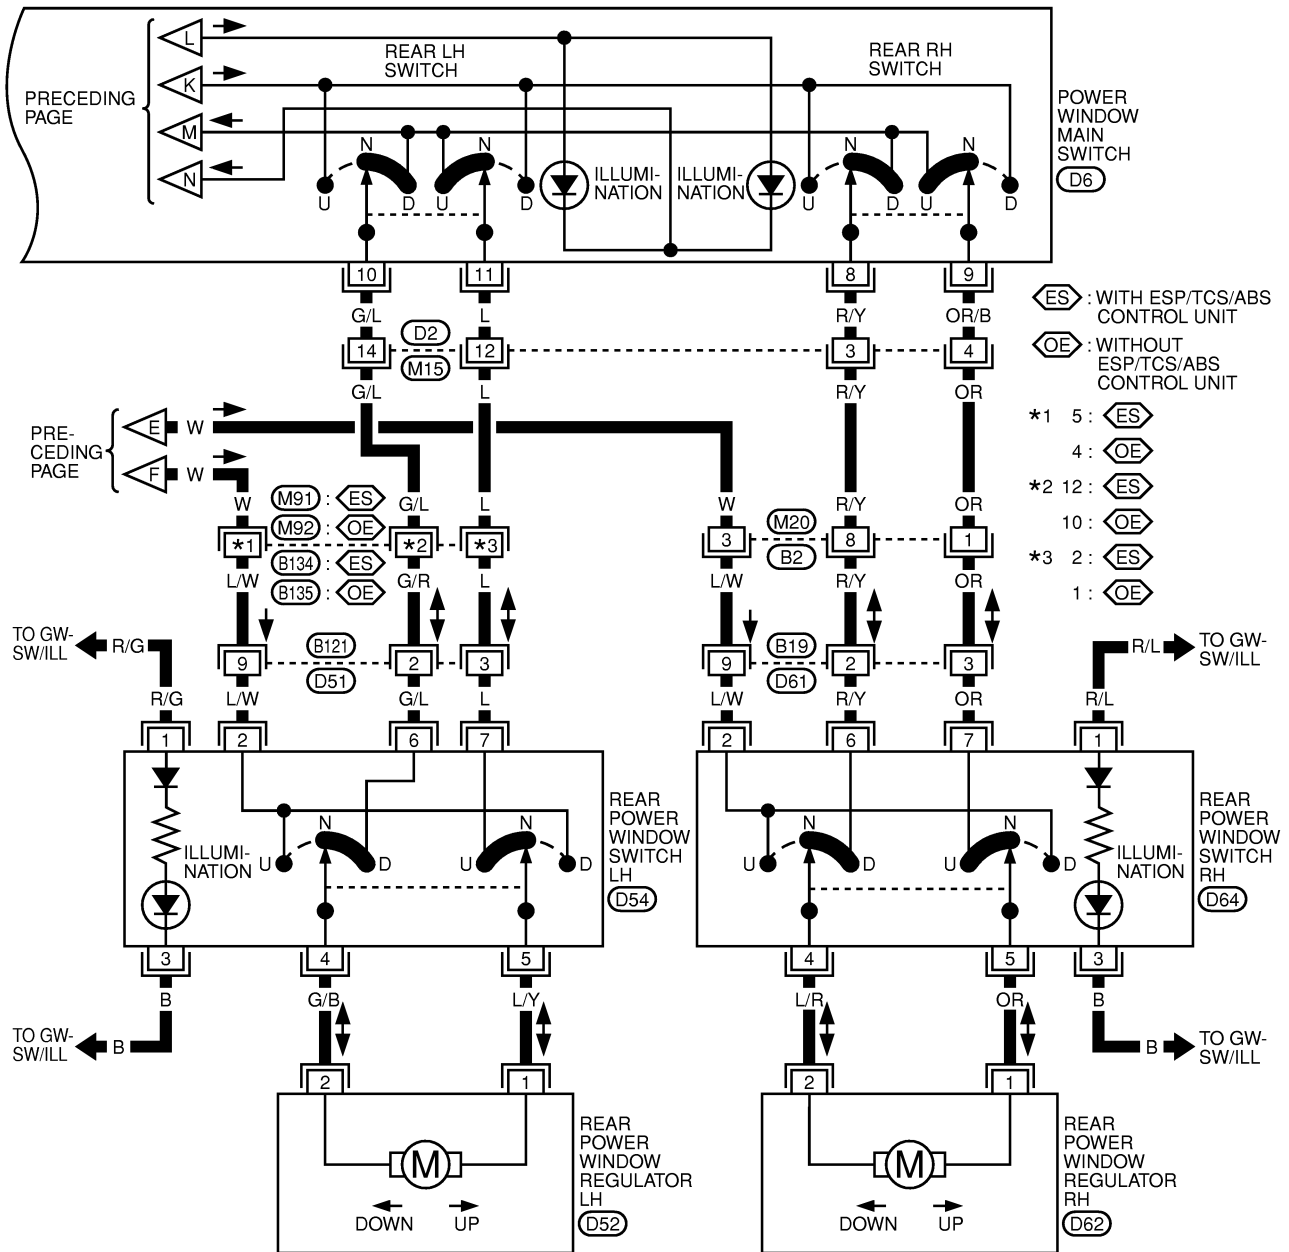 PRECEDING
PAGE
L
K
M
N
REAR LH
SWITCH
REAR RH
SWITCH
N N N N
U D U D
U D U D
ILLUMI-
NATION
ILLUMI-
NATION
POWER
WINDOW
MAIN
SWITCH
D6
10 11 8 9
G/L L R/Y OR/B
D2
14 12 3 4
M15
G/L L R/Y OR
ES : WITH ESP/TCS/ABS
CONTROL UNIT
OE : WITHOUT
ESP/TCS/ABS
CONTROL UNIT
*1 5 : ES
4 : OE
*2 12 : ES
10 : OE
*3 2 : ES
1 : OE
PRE-
CEDING
PAGE
E W
F W
W M91 : ES G/L L W R/Y OR
M92 : OE M20
*1 *2 *3 3 8 1
B134 : ES B2
L/W B135 : OE G/R L L/W R/Y OR
TO GW-
SW/ILL
R/G
B121 B19
9 2 3 9 2 3
D51 D61
R/L
TO GW-
SW/ILL
R/G L/W G/L L L/W R/Y OR R/L
1 2 6 7 2 6 7 1
N N N N
U D U D
U D U D
ILLUMI-
NATION
REAR
POWER
WINDOW
SWITCH
LH
D54
ILLUMI-
NATION
REAR
POWER
WINDOW
SWITCH
RH
D64
3 4 5 4 5 3
B G/B L/Y L/R OR B
TO GW-
SW/ILL
B
B
TO GW-
SW/ILL
2 1 2 1
M
DOWN UP
REAR
POWER
WINDOW
REGULATOR
LH
D52
M
DOWN UP
REAR
POWER
WINDOW
REGULATOR
RH
D62